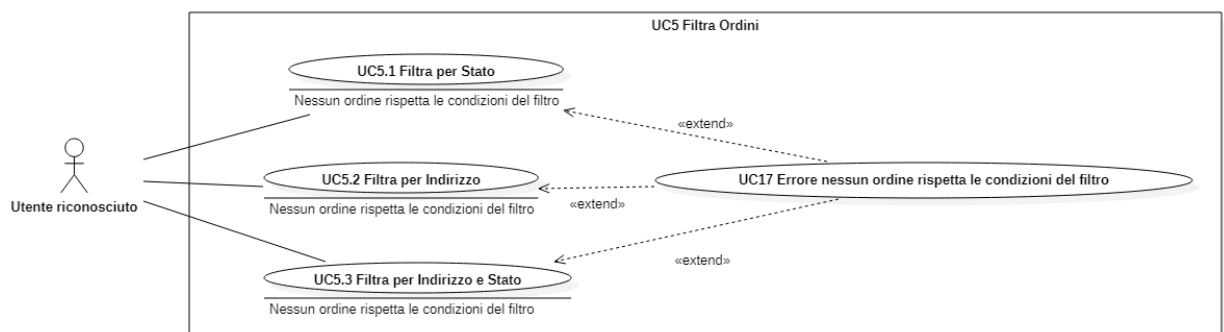 UC5 Filtra Ordini
UC5.1 Filtra per Stato
Nessun ordine rispetta le condizioni del filtro
«extend»
Utente riconosciuto
UC5.2 Filtra per Indirizzo
Nessun ordine rispetta le condizioni del filtro
«extend»
UC17 Errore nessun ordine rispetta le condizioni del filtro
«extend»
UC5.3 Filtra per Indirizzo e Stato
Nessun ordine rispetta le condizioni del filtro